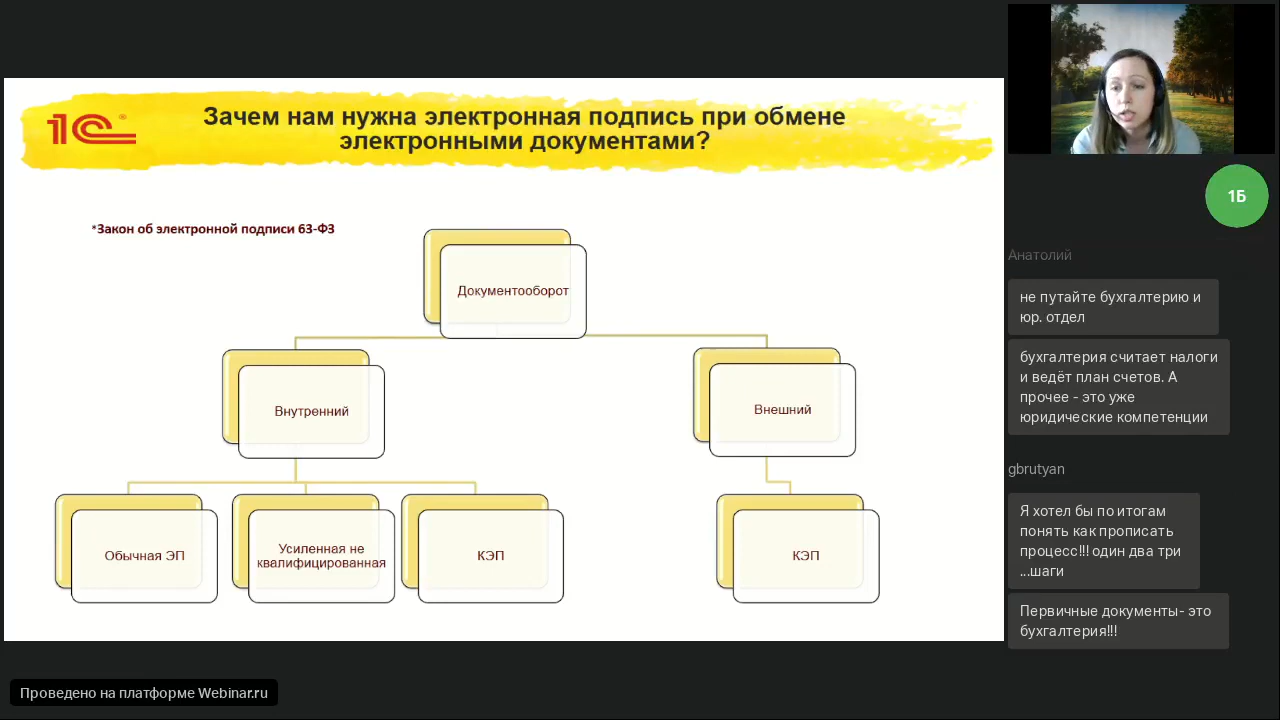 1С®
Зачем нам нужна электронная подпись при обмене
электронными документами?
*Закон об электронной подписи 63-ФЗ
Документооборот
Внутренний
Внешний
Обычная ЭП
Усиленная не
квалифицированная
КЭП
КЭП
Проведено на платформе Webinar.ru
1Б
Анатолий
не путайте бухгалтерию и
юр. отдел
бухгалтерия считает налоги
и ведёт план счетов. А
прочее - это уже
юридические компетенции
gbrutyan
Я хотел бы по итогам
понять как прописать
процесс!!! один два три
...шаги
Первичные документы- это
бухгалтерия!!!